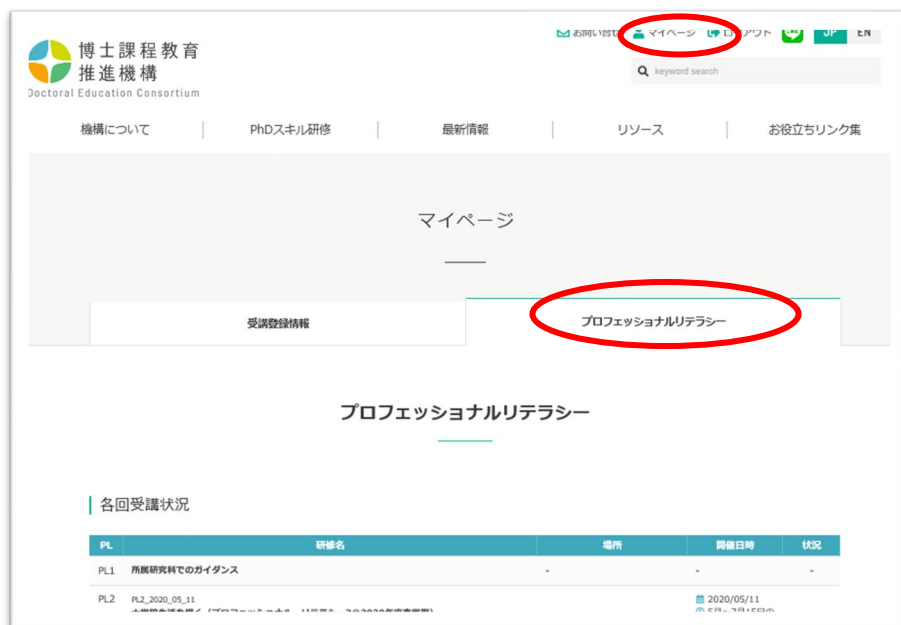 お問い合せ マイページ ログアウト JP EN
博士課程教育
推進機構
Doctoral Education Consortium
keyword search
機構について PhDスキル研修 最新情報 リソース お役立ちリンク集
マイページ
受講登録情報 プロフェッショナルリテラシー
プロフェッショナルリテラシー
各回受講状況
PL 研修名 場所 開催日時 状況
PL1 所属研究科でのガイダンス - - -
PL2 PL2_2020_05_11 2020/05/11